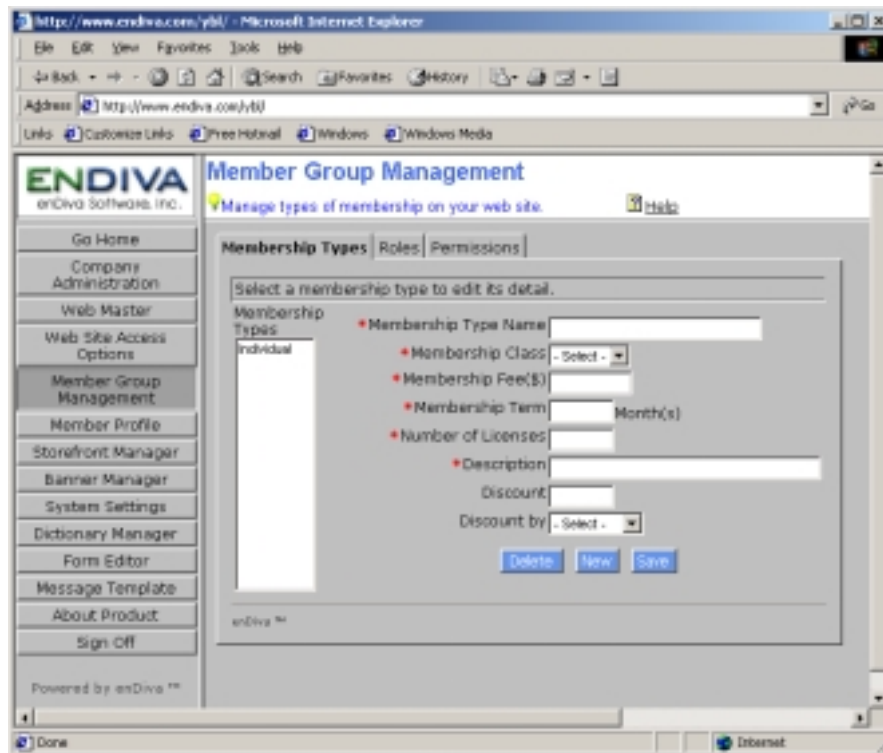 http://www.endiva.com/ybl/ - Microsoft Internet Explorer
File Edit View Favorites Tools Help
Back Search Favorites History
Address http://www.endiva.com/ybl/ Go
Links Customize Links Free Hotmail Windows Windows Media
ENDIVA
enDiva Software, Inc.
Member Group Management
Manage types of membership on your web site. Help
Go Home
Company Administration
Web Master
Web Site Access Options
Member Group Management
Member Profile
Storefront Manager
Banner Manager
System Settings
Dictionary Manager
Form Editor
Message Template
About Product
Sign Off
Powered by enDiva ™
Membership Types Roles Permissions
Select a membership type to edit its detail.
Membership Types
Individual
*Membership Type Name
*Membership Class - Select -
*Membership Fee($)
*Membership Term Month(s)
*Number of Licenses
*Description
Discount
Discount by - Select -
Delete New Save
enDiva ™
Done Internet